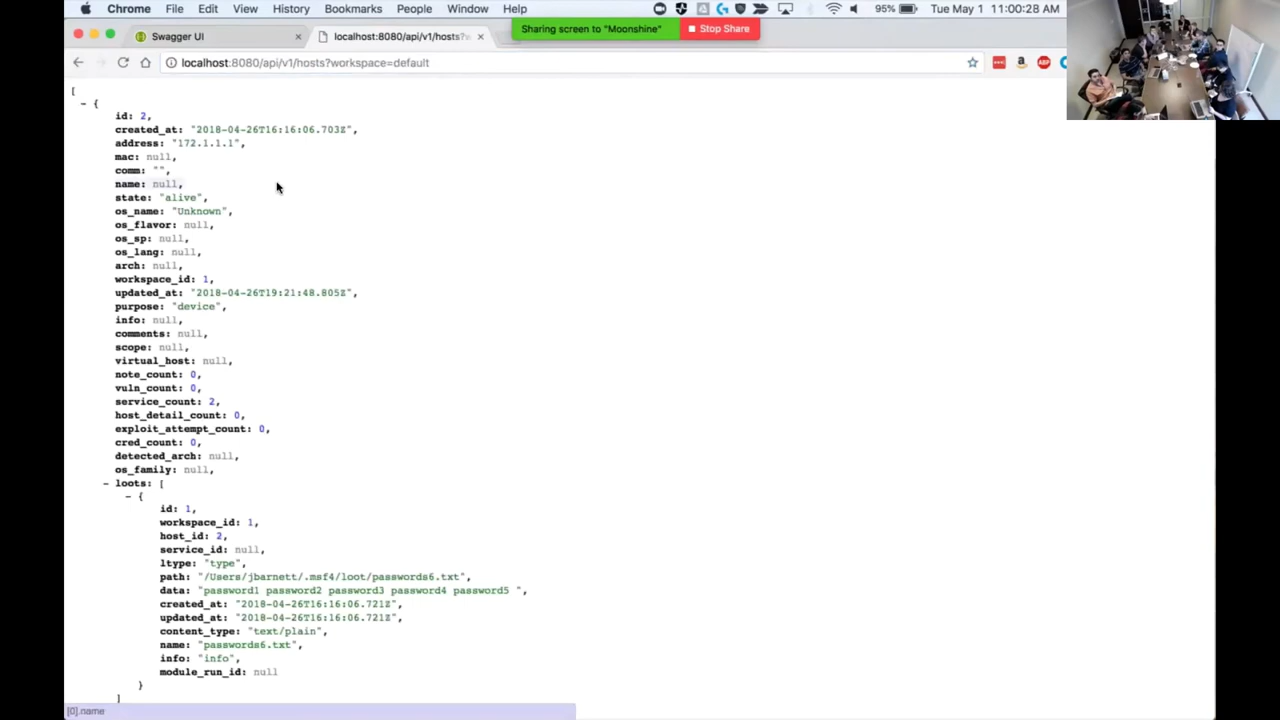 Chrome File Edit View History Bookmarks People Window Help 95% Tue May 1 11:00:28 AM
Sharing screen to "Moonshine" Stop Share
Swagger UI localhost:8080/api/v1/hosts?w
localhost:8080/api/v1/hosts?workspace=default ABP
[
- {
id: 2,
created_at: "2018-04-26T16:16:06.703Z",
address: "172.1.1.1",
mac: null,
comm: "",
name: null,
state: "alive",
os_name: "Unknown",
os_flavor: null,
os_sp: null,
os_lang: null,
arch: null,
workspace_id: 1,
updated_at: "2018-04-26T19:21:48.805Z",
purpose: "device",
info: null,
comments: null,
scope: null,
virtual_host: null,
note_count: 0,
vuln_count: 0,
service_count: 2,
host_detail_count: 0,
exploit_attempt_count: 0,
cred_count: 0,
detected_arch: null,
os_family: null,
- loots: [
- {
id: 1,
workspace_id: 1,
host_id: 2,
service_id: null,
ltype: "type",
path: "/Users/jbarnett/.msf4/loot/passwords6.txt",
data: "password1 password2 password3 password4 password5 ",
created_at: "2018-04-26T16:16:06.721Z",
updated_at: "2018-04-26T16:16:06.721Z",
content_type: "text/plain",
name: "passwords6.txt",
info: "info",
module_run_id: null
}
]
[0].name